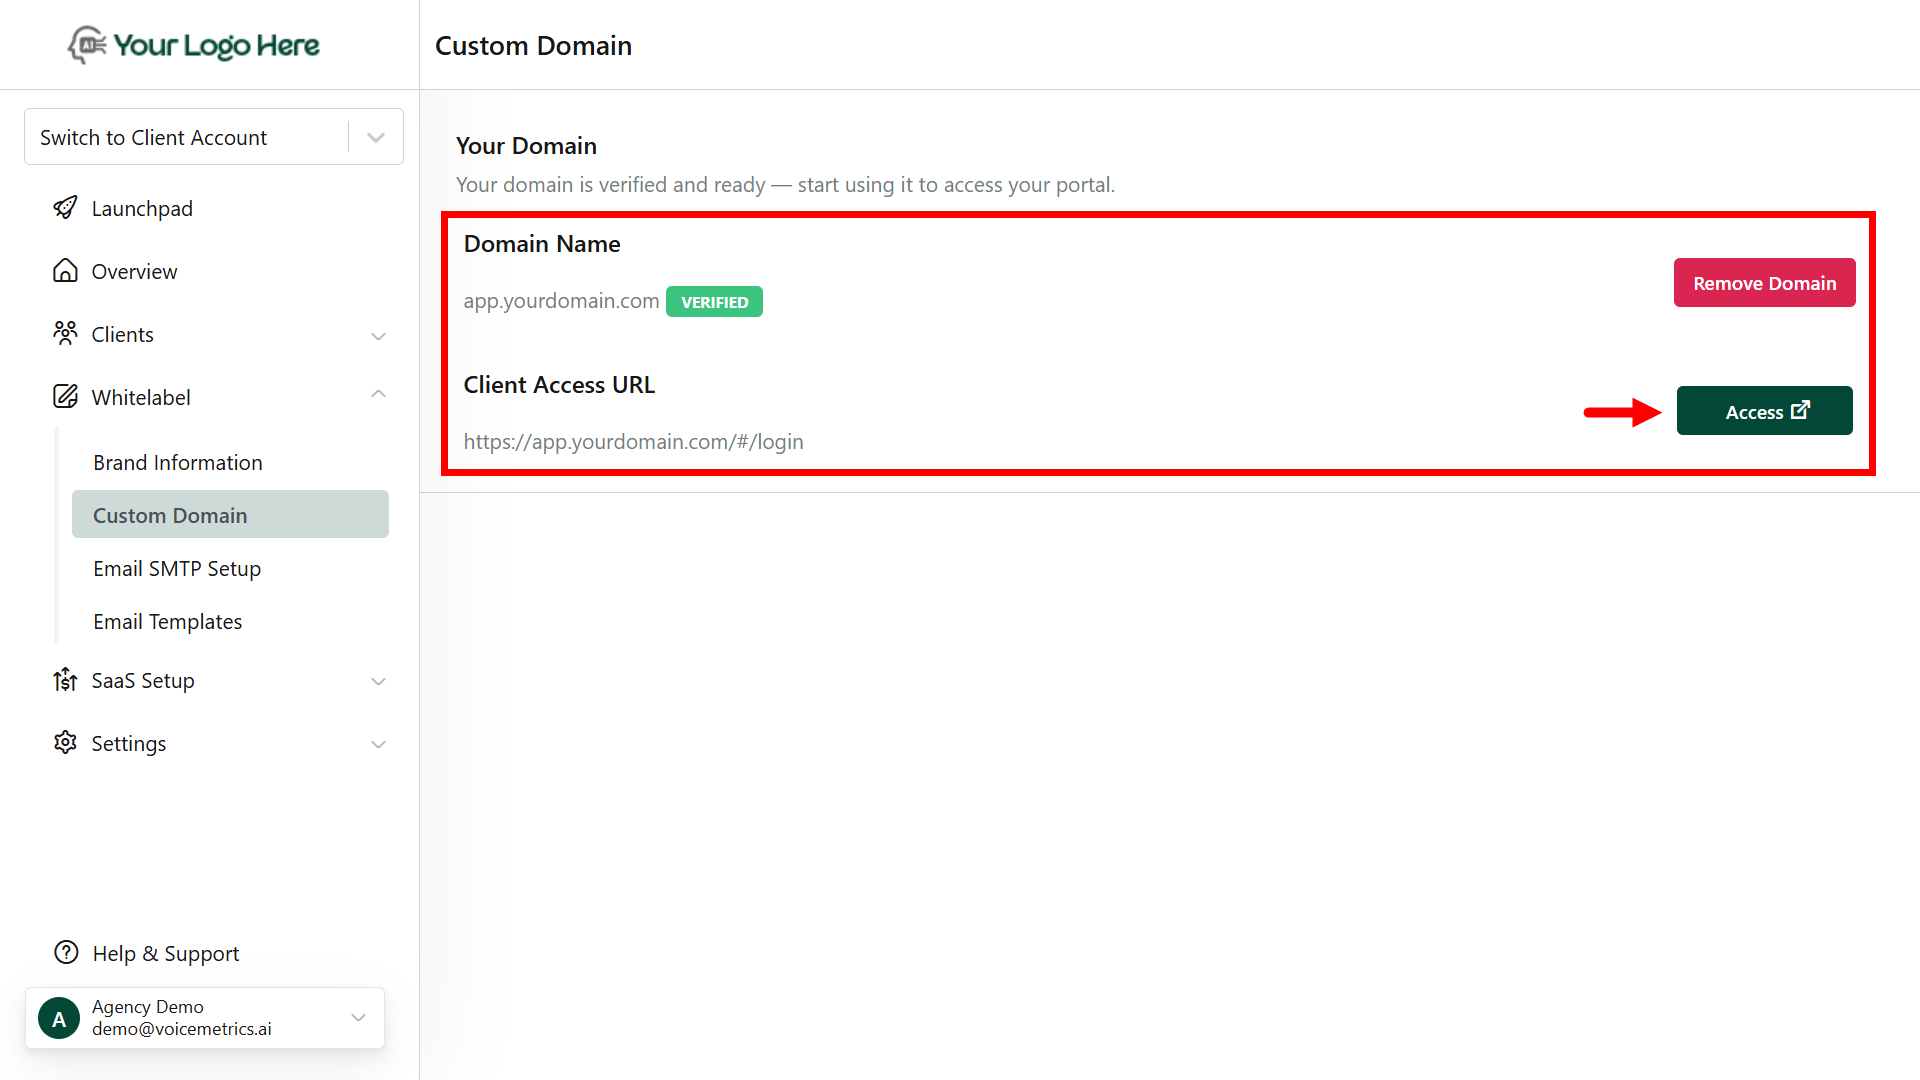 AI Your Logo Here
Custom Domain
Switch to Client Account
Launchpad
Overview
Clients
Whitelabel
Brand Information
Custom Domain
Email SMTP Setup
Email Templates
SaaS Setup
Settings
Help & Support
A
Agency Demo
demo@voicemetrics.ai
Your Domain
Your domain is verified and ready — start using it to access your portal.
Domain Name
app.yourdomain.com VERIFIED
Remove Domain
Client Access URL
https://app.yourdomain.com/#/login
Access